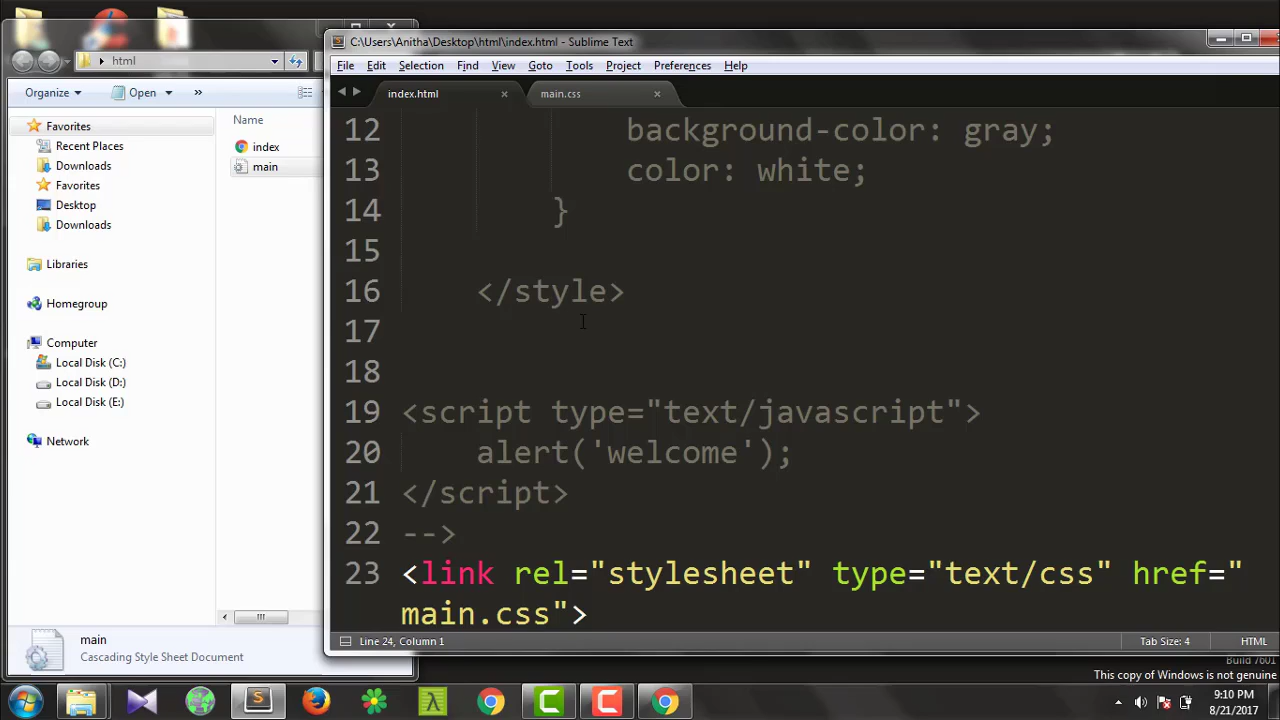 html
C:\Users\Anitha\Desktop\html\index.html - Sublime Text
File Edit Selection Find View Goto Tools Project Preferences Help
Organize Open »
index.html × main.css ×
Name
Favorites
Recent Places
Downloads
Favorites
Desktop
Downloads
Libraries
Homegroup
Computer
Local Disk (C:)
Local Disk (D:)
Local Disk (E:)
Network
index
main
12 background-color: gray;
13 color: white;
14 }
15
16 </style>
17
18
19 <script type="text/javascript">
20 alert('welcome');
21 </script>
22 -->
23 <link rel="stylesheet" type="text/css" href="
main.css">
main
Cascading Style Sheet Document
Line 24, Column 1 Tab Size: 4 HTML
Build 7601
This copy of Windows is not genuine
9:10 PM
8/21/2017